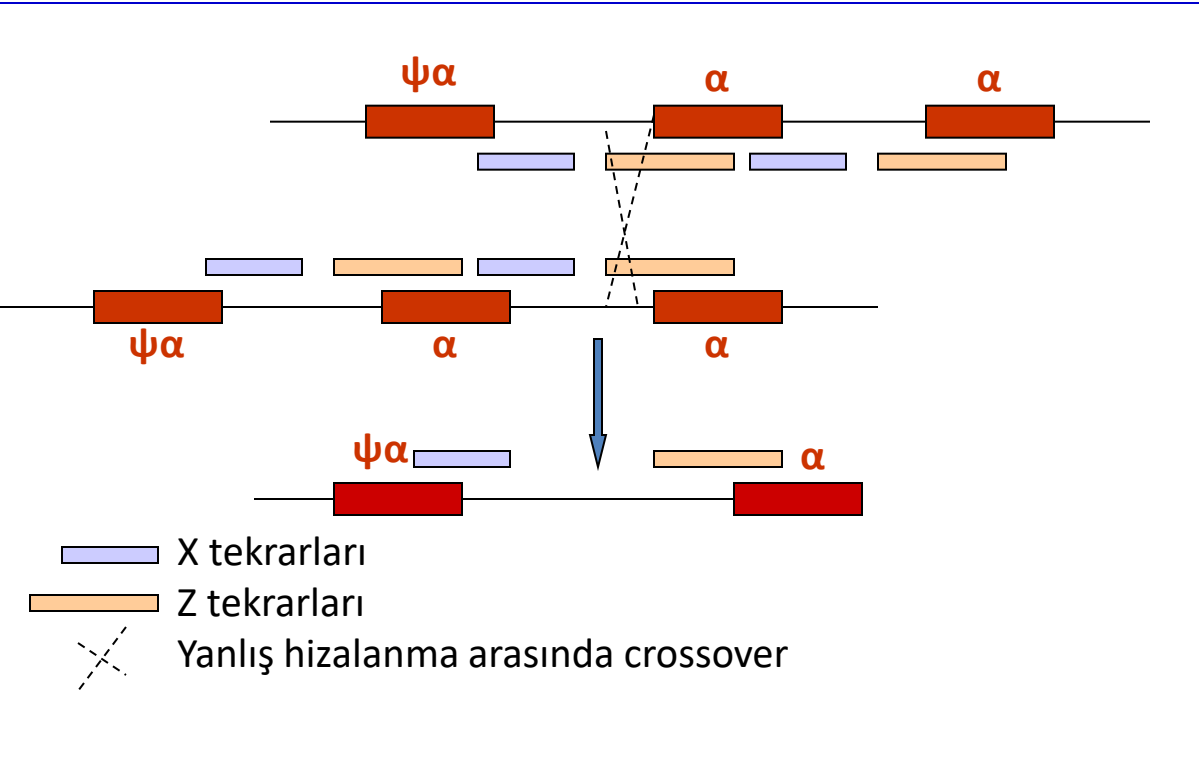 ψα α α
ψα α α
ψα α
X tekrarları
Z tekrarları
Yanlış hizalanma arasında crossover